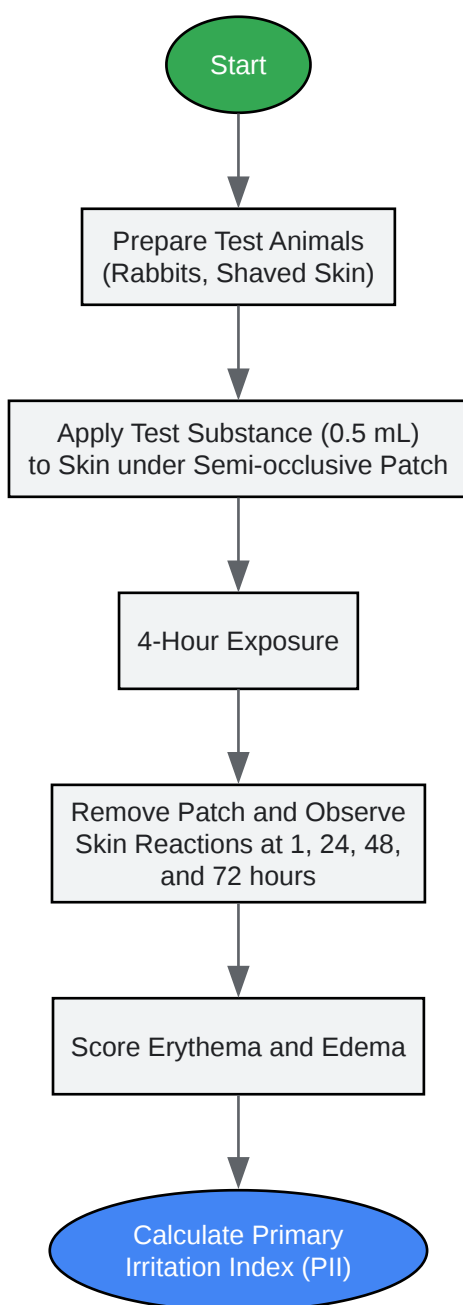 Start
Prepare Test Animals
(Rabbits, Shaved Skin)
Apply Test Substance (0.5 mL)
to Skin under Semi-occlusive Patch
4-Hour Exposure
Remove Patch and Observe
Skin Reactions at 1, 24, 48,
and 72 hours
Score Erythema and Edema
Calculate Primary
Irritation Index (PII)